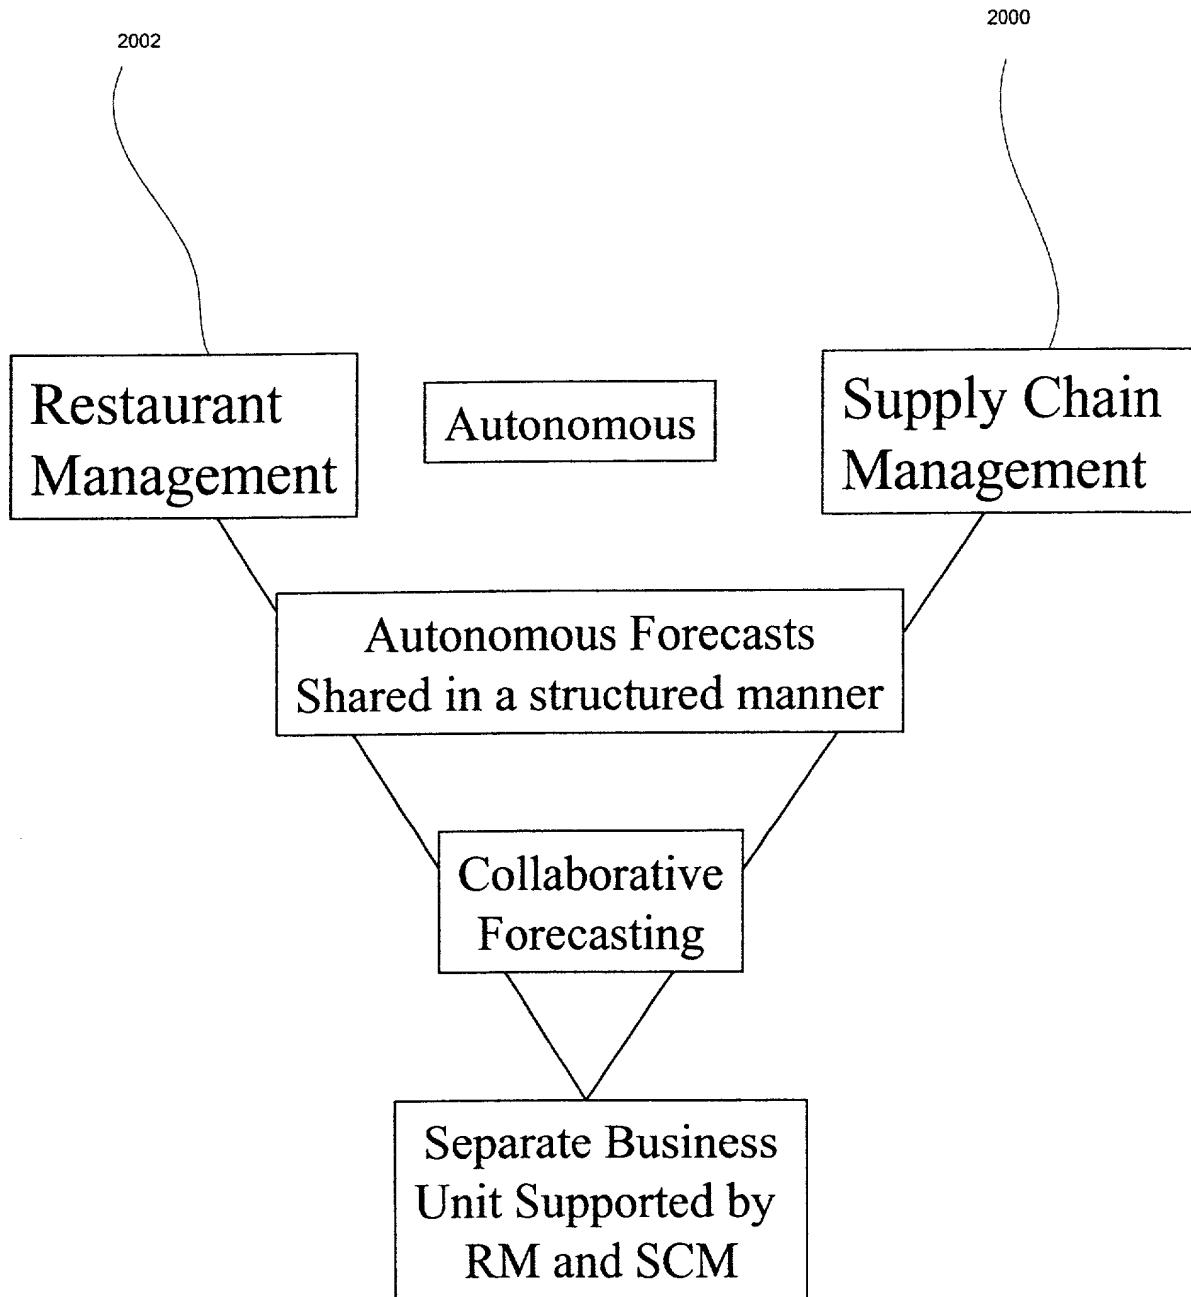 2002
2000
Restaurant
Management
Autonomous
Supply Chain
Management
Autonomous Forecasts
Shared in a structured manner
Collaborative
Forecasting
Separate Business
Unit Supported by
RM and SCM